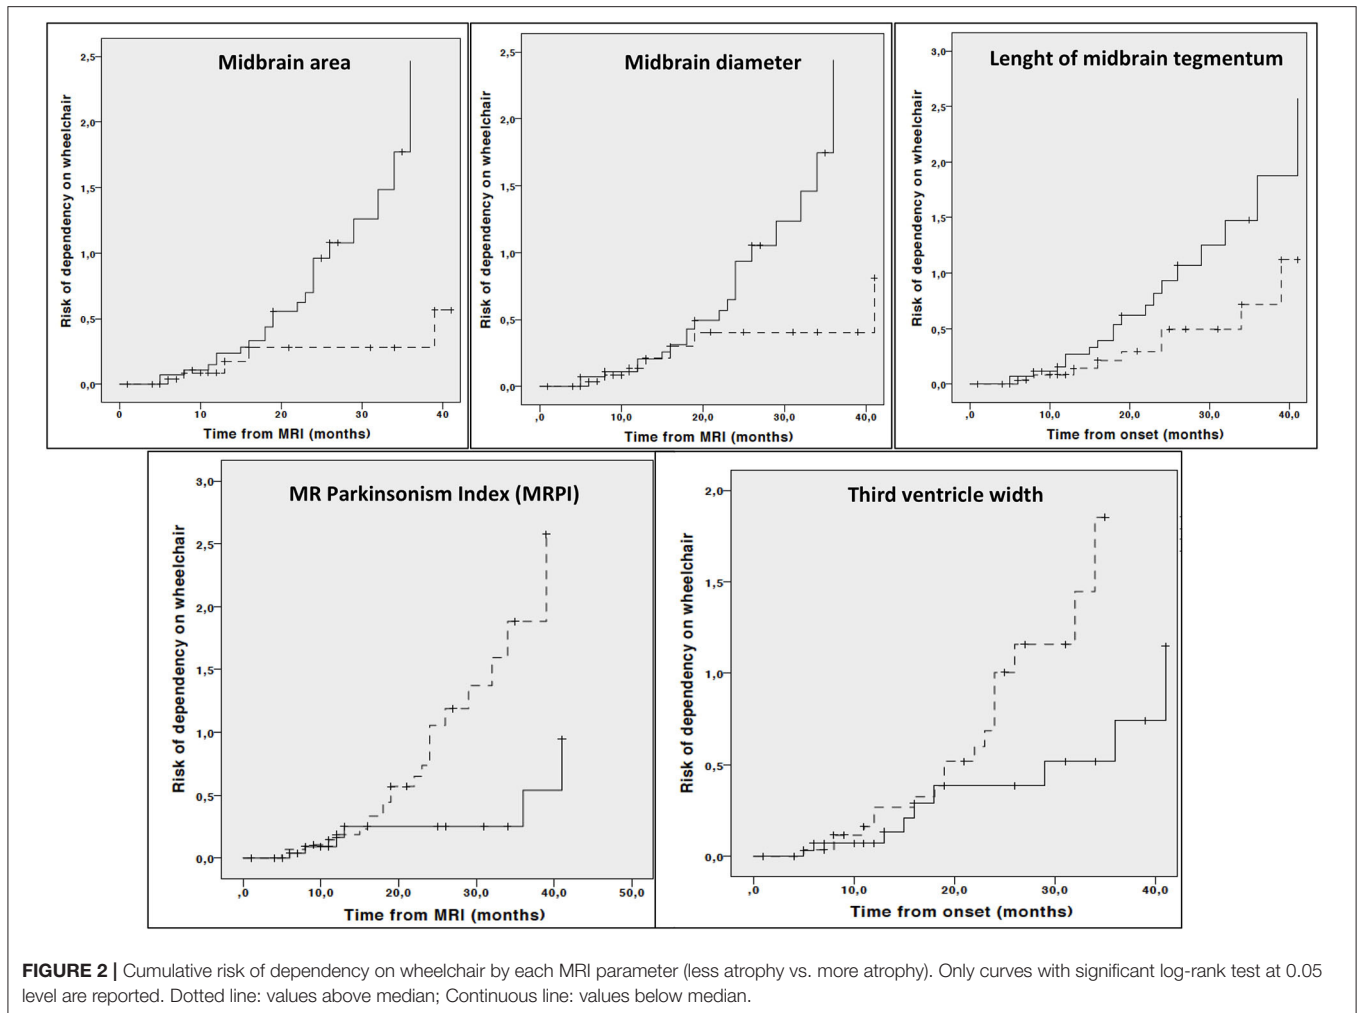 Midbrain area
Risk of dependency on wheelchair
2,5
2,0
1,5
1,0
0,5
0,0
0 10 20 30 40
Time from MRI (months)
Midbrain diameter
Risk of dependency on wheelchair
2,5
2,0
1,5
1,0
0,5
0,0
,0 10,0 20,0 30,0 40,0
Time from MRI (months)
Lenght of midbrain tegmentum
Risk of dependency on wheelchair
3,0
2,5
2,0
1,5
1,0
0,5
0,0
,0 10,0 20,0 30,0 40,0
Time from onset (months)
MR Parkinsonism Index (MRPI)
Risk of dependency on wheelchair
3,0
2,5
2,0
1,5
1,0
0,5
0,0
,0 10,0 20,0 30,0 40,0 50,0
Time from MRI (months)
Third ventricle width
Risk of dependency on wheelchair
2,0
1,5
1,0
0,5
0,0
,0 10,0 20,0 30,0 40,0
Time from onset (months)
FIGURE 2 | Cumulative risk of dependency on wheelchair by each MRI parameter (less atrophy vs. more atrophy). Only curves with significant log-rank test at 0.05
level are reported. Dotted line: values above median; Continuous line: values below median.